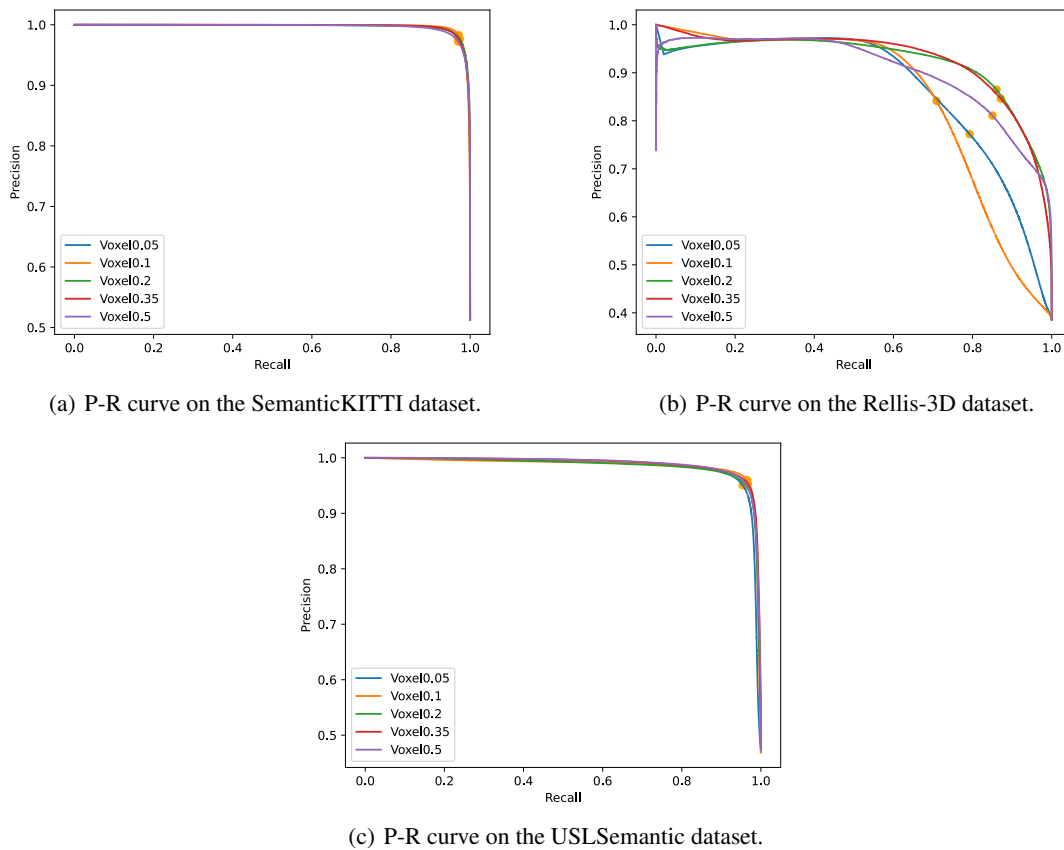 1.0
0.9
0.8
0.7
0.6
0.5
Precision
Voxel0.05
Voxel0.1
Voxel0.2
Voxel0.35
Voxel0.5
0.0 0.2 0.4 0.6 0.8 1.0
Recall
(a) P-R curve on the SemanticKITTI dataset.
1.0
0.9
0.8
0.7
0.6
0.5
0.4
Precision
Voxel0.05
Voxel0.1
Voxel0.2
Voxel0.35
Voxel0.5
0.0 0.2 0.4 0.6 0.8 1.0
Recall
(b) P-R curve on the Rellis-3D dataset.
1.0
0.9
0.8
0.7
0.6
0.5
Precision
Voxel0.05
Voxel0.1
Voxel0.2
Voxel0.35
Voxel0.5
0.0 0.2 0.4 0.6 0.8 1.0
Recall
(c) P-R curve on the USLSemantic dataset.